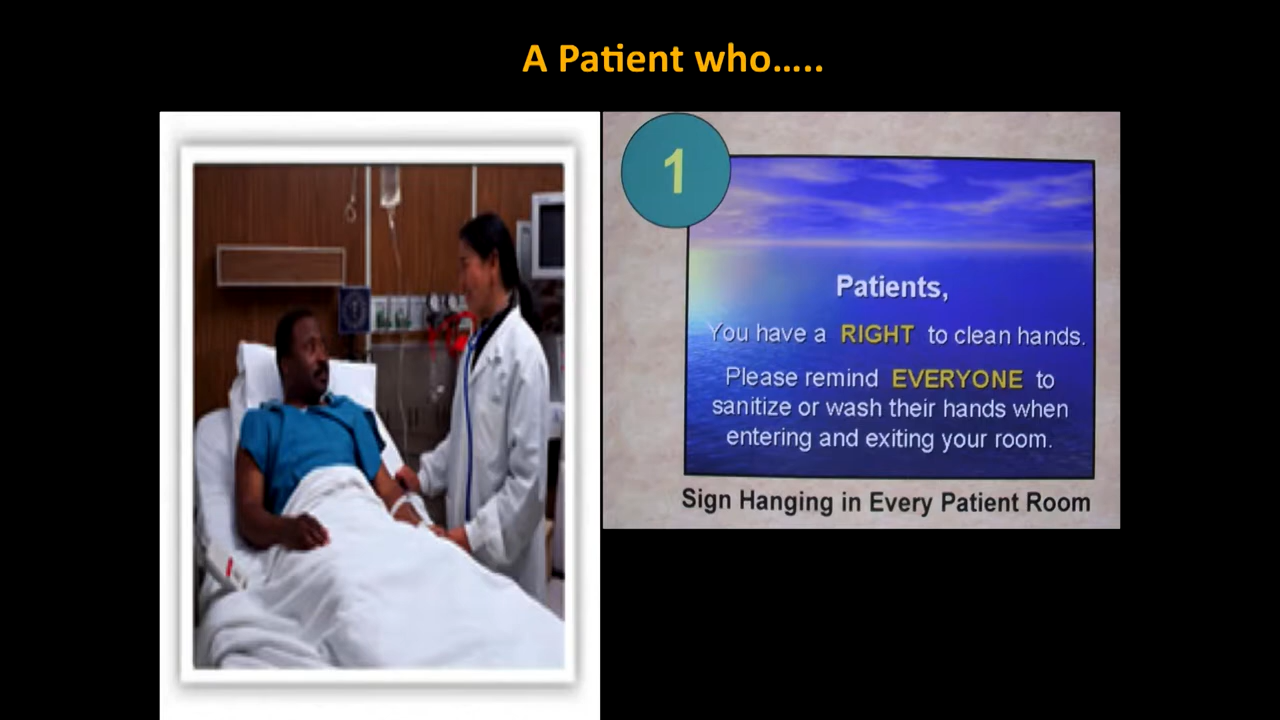 A Patient who…..
1
Patients,
You have a RIGHT to clean hands.
Please remind EVERYONE to
sanitize or wash their hands when
entering and exiting your room.
Sign Hanging in Every Patient Room